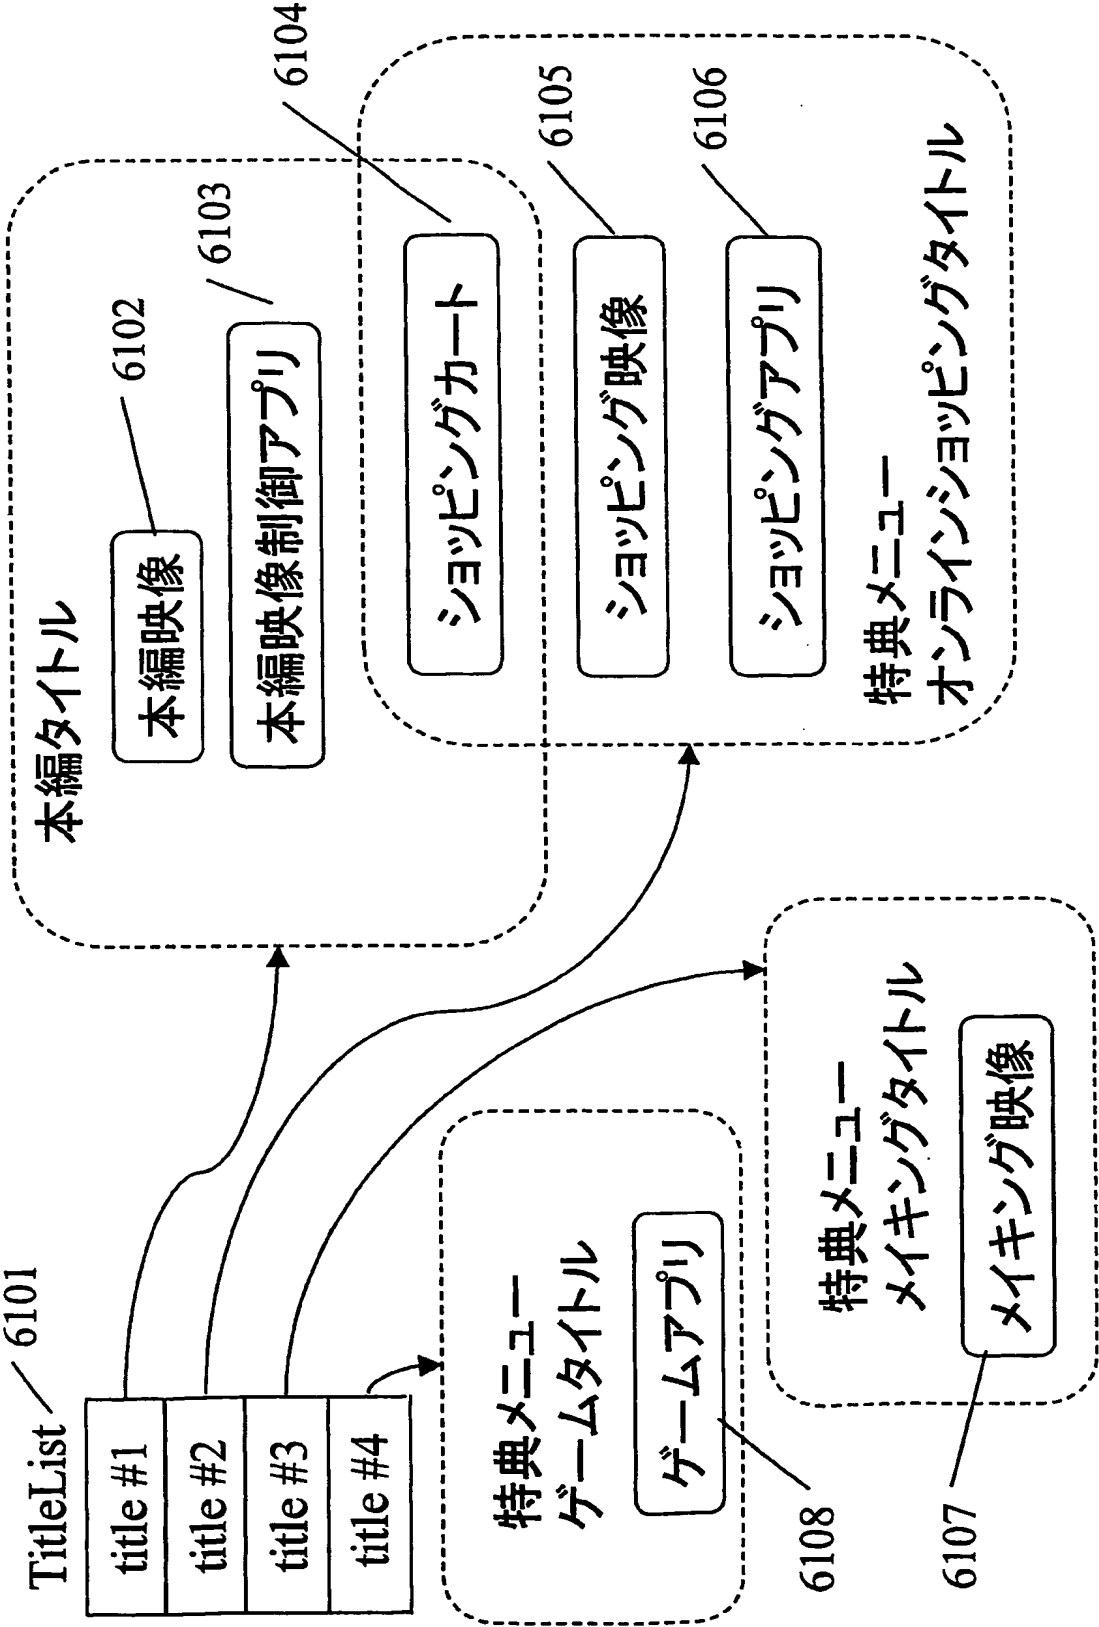 TitleList
6101
title #1
title #2
title #3
title #4
本編タイトル
本編映像
6102
本編映像制御アプリ
6103
ショッピングカート
6104
ショッピング映像
6105
ショッピングアプリ
6106
特典メニュー
オンラインショッピングタイトル
特典メニュー
ゲームタイトル
ゲームアプリ
6108
特典メニュー
メイキングタイトル
メイキング映像
6107